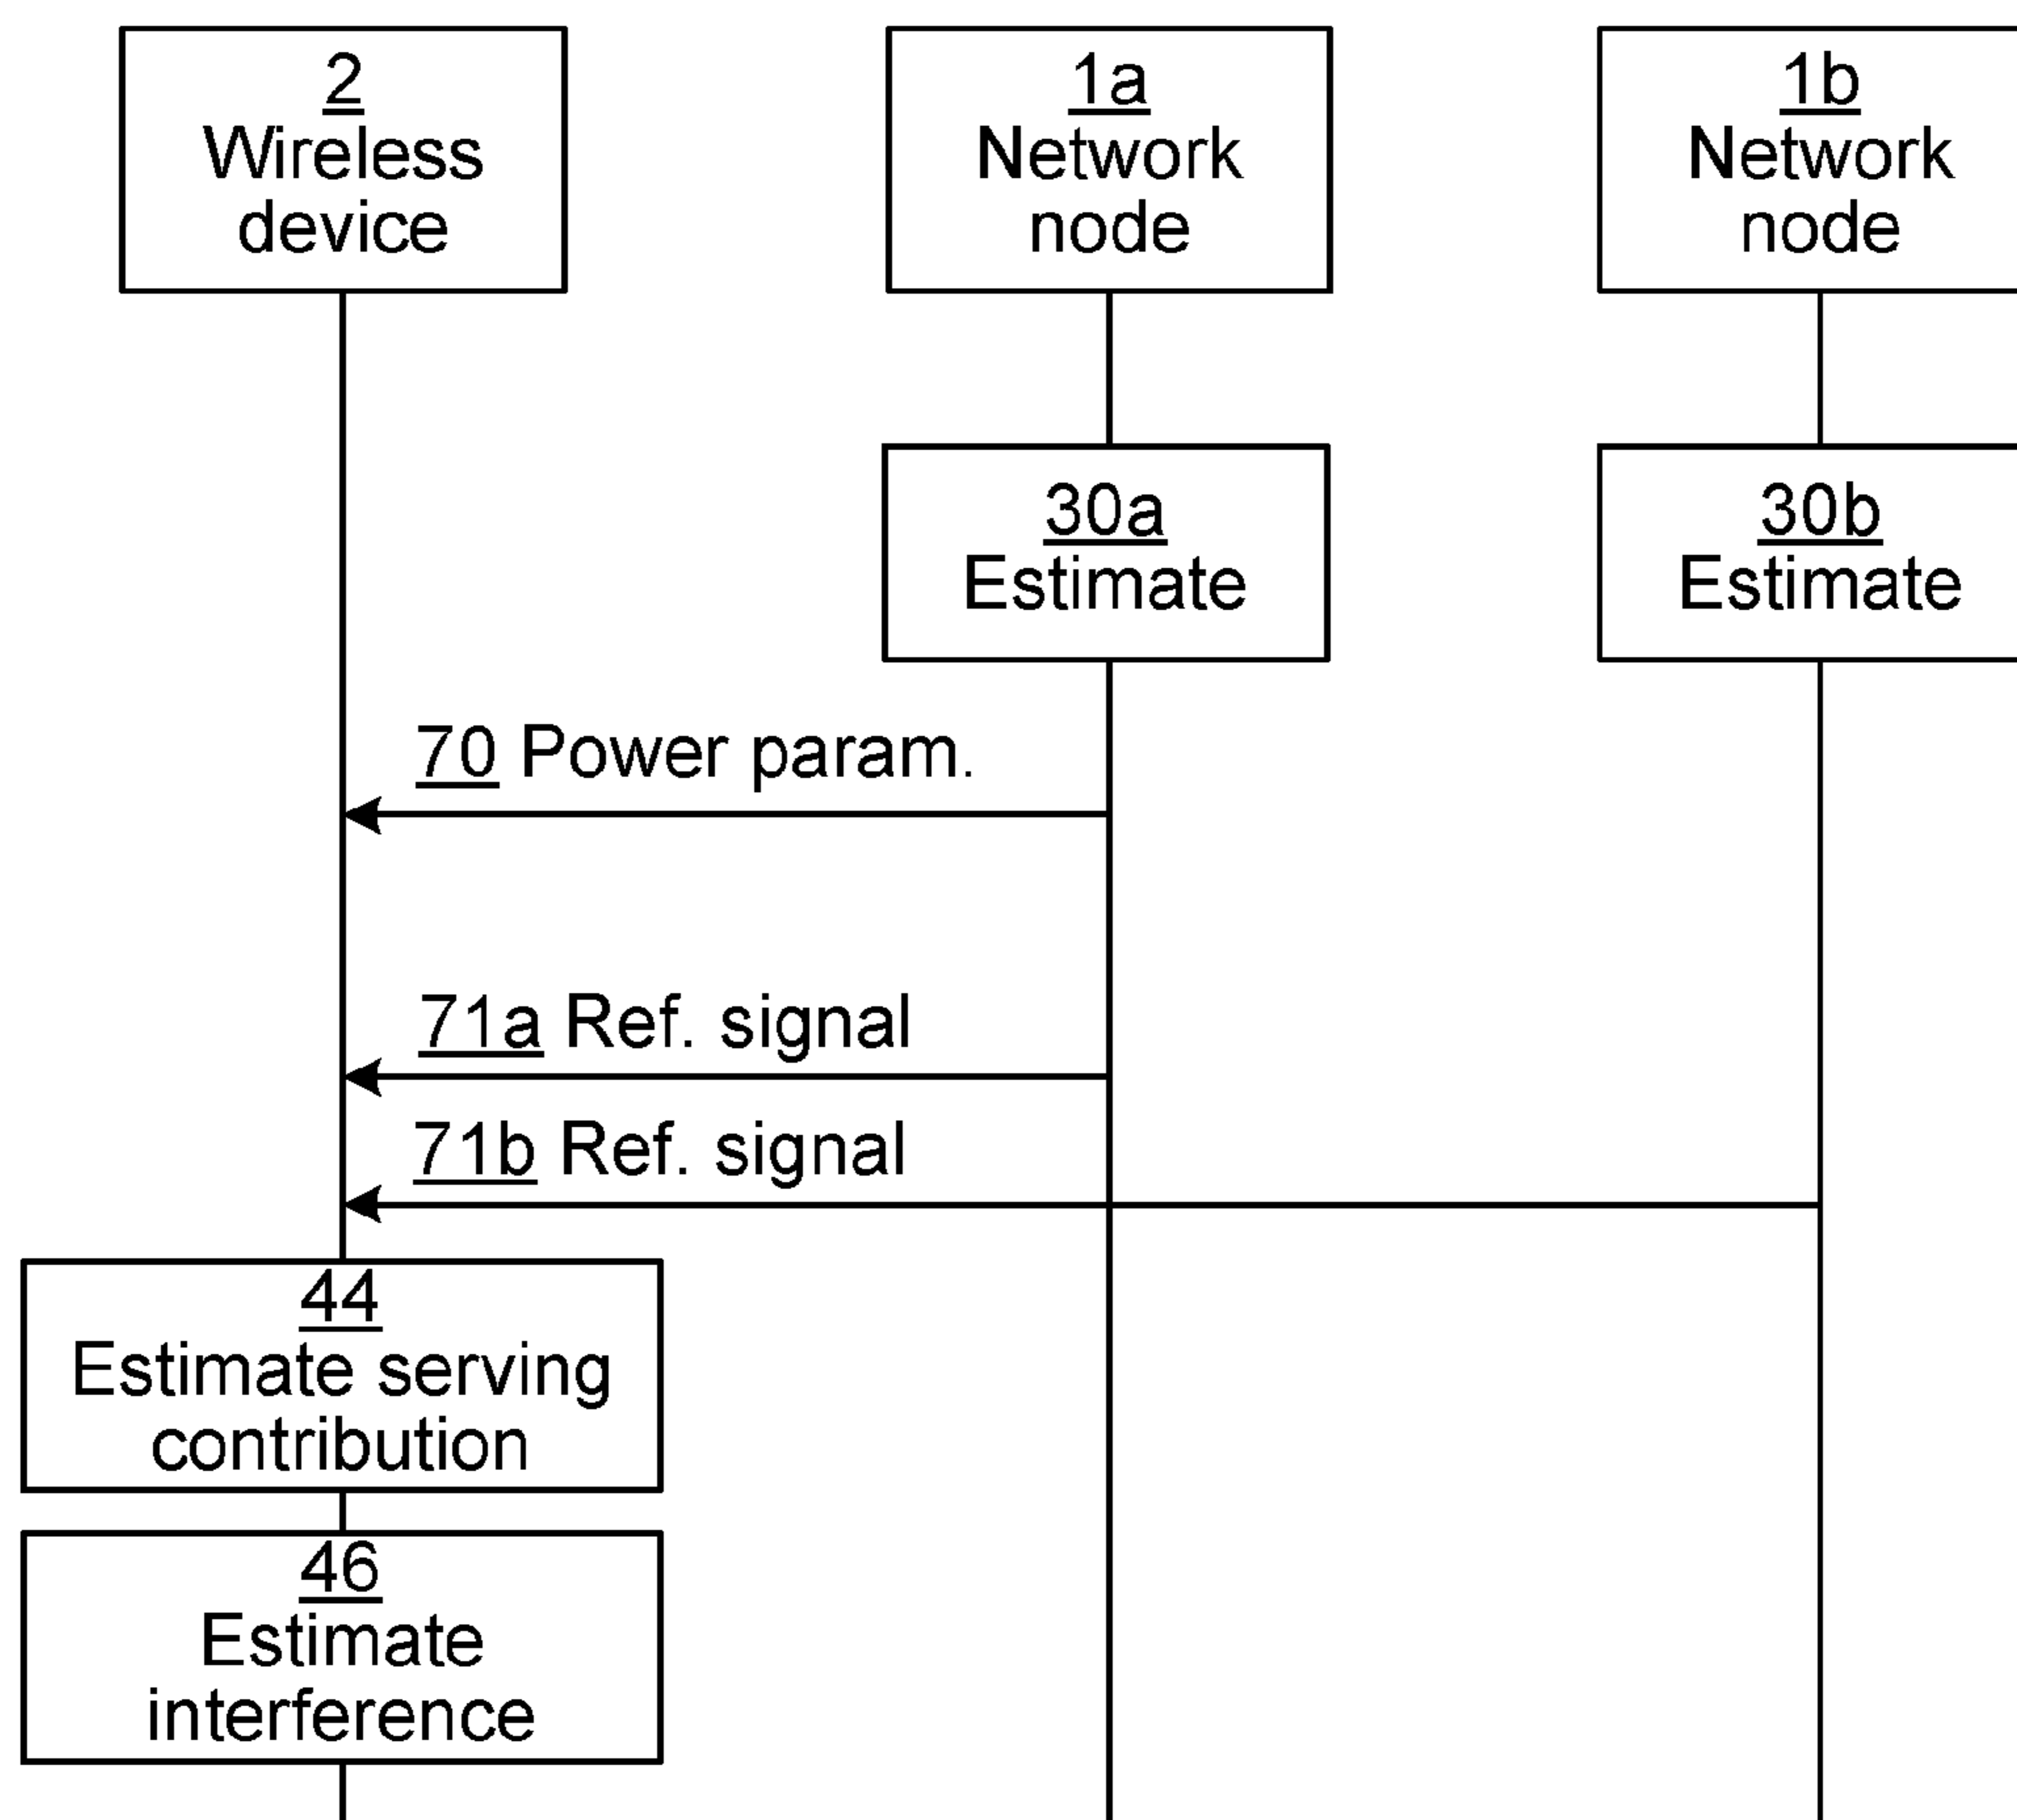 2
Wireless
device
1a
Network
node
1b
Network
node
30a
Estimate
30b
Estimate
70 Power param.
71a Ref. signal
71b Ref. signal
44
Estimate serving
contribution
46
Estimate
interference